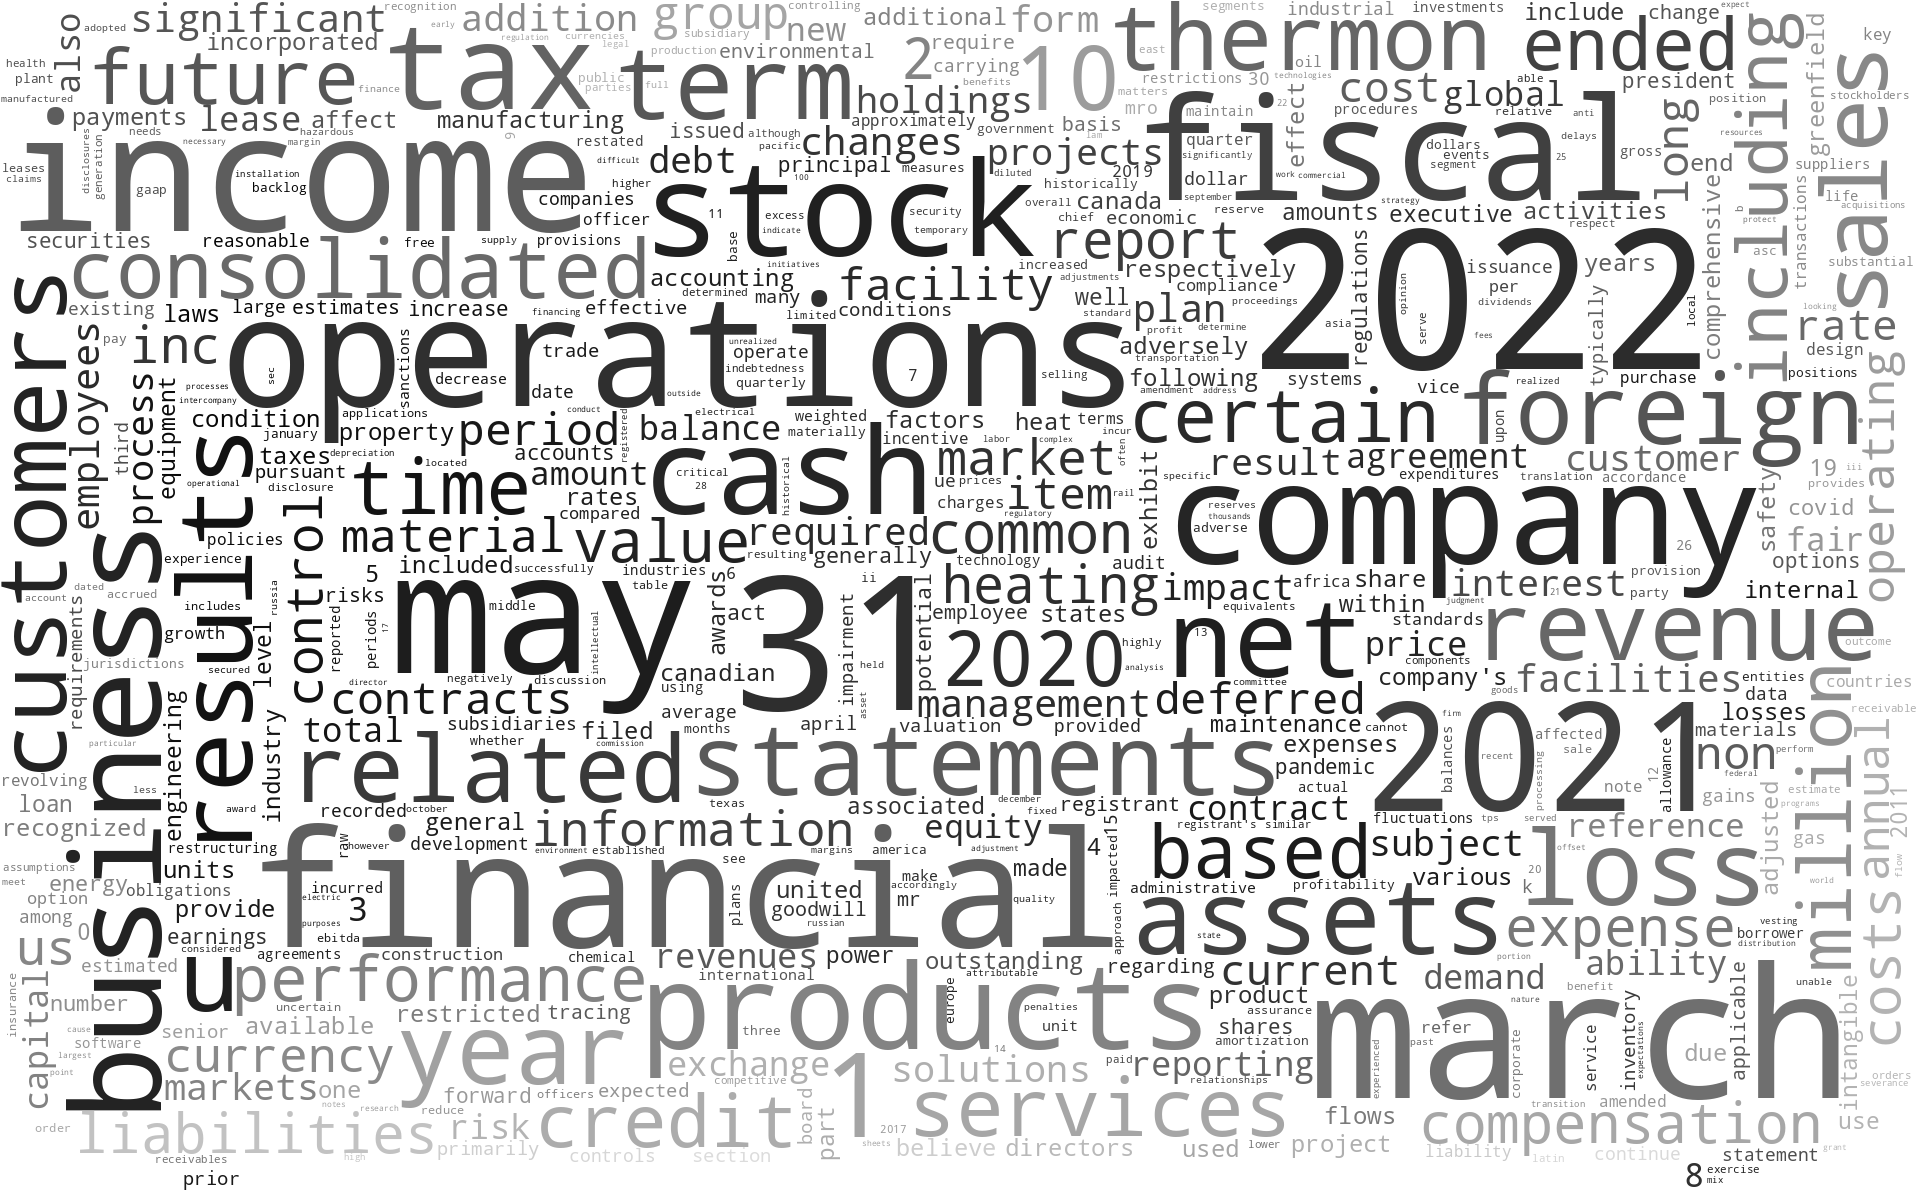 adopted significant recognition early addition group controlling additional form segments industrial investments include change expect
also incorporated regulation currencies legal subsidiary new require thermon ended including key
health plant manufactured future tax finance public parties production full term environmental 2 carrying 10 east restrictions 30 oil technologies able president sales
payments lease affect manufacturing holdings benefits matters mro cost global position greenfield stockholders
needs necessary hazardous margin 9 restated issued although approximately government basis maintain procedures relative anti long
disclosures generation income difficult debt pacific changes projects lam quarter effect fiscal dollars events delays gross end resources suppliers
leases claims gaap installation backlog higher principal measures diluted 2019 significantly segment 25 life
companies officer stock 100 historically dollar work commercial strategy acquisitions
11 excess indicate security temporary overall canada september b protect
securities reasonable free supply provisions base chief economic reserve amounts executive activities respect transactions
consolidated initiatives report 2022 asc substantial
accounting determined many facility increased adjustments respectively compliance issuance per dividends years comprehensive
existing laws large estimates increase financing effective limited conditions well standard plan proceedings opinion serve fees local looking
customers employees pay inc operations unrealized operate indebtedness quarterly profit determine asia regulations typically rate
sec sanctions trade adversely design
processes intercompany decrease date 7 selling transportation following systems vice realized purchase positions
process equipment condition applications conduct outside electrical weighted materially factors heat terms amendment address certain foreign operating
third january property period registered balance incentive labor complex incur often upon
business results taxes depreciation located accounts cash market result agreement customer 19 iii
operational pursuant disclosure time amount critical 28 historical ue prices item rail exhibit specific expenditures translation accordance provides
control rates compared charges regulatory reserves thousands company safety covid
policies material value required common adverse 26 fair
experience included successfully resulting generally technology audit options
dated account accrued russia 5 industries table 6 ii heating impact africa share interest provision internal
includes risks may middle awards act 31 impairment potential employee states equivalents within 21 party judgment
growth level reported periods 17 intellectual 2020 highly 13 net standards revenue
requirements jurisdictions secured canadian held analysis price outcome
director negatively discussion using asset committee components company's facilities entities countries
engineering industry contracts average april management deferred goods data million
total subsidiaries filed months valuation provided maintenance cannot 2021 firm losses receivable
particular whether commission related statements expenses balances recent affected sale materials non perform annual
revolving less pandemic processing note 12 federal
loan award recorded october texas december associated fixed registrant actual tps served allowance gains estimate programs
recognized restructuring raw however general information equity 15 contract fluctuations reference adjusted gas 2011
development environment established margins see america adjustment 4 registrant's similar based subject loss offset
assumptions meet units financial make made impacted 20 world flow
energy obligations electric incurred united accordingly administrative profitability various k
option among provide 3 purposes plans goodwill mr quality approach assets vesting costs
us 0 earnings ebitda russian state expense borrower
estimated considered agreements construction chemical revenues power outstanding regarding current portion distribution
insurance capital number u performance international attributable demand ability unable
uncertain restricted tracing europe products penalties product assurance nature benefit
cause software senior available three unit shares march refer past inventory applicable intangible
largest currency year exchange 14 amortization experienced corporate service expectations due
point markets one competitive solutions paid reporting relationships orders severance
notes research forward officers expected board 1 services flows transition amended
order liabilities reduce risk credit part 2017 compensation use
high primarily controls section sheets believe directors used lower project liability latin continue statement grant
receivables prior 8 exercise mix